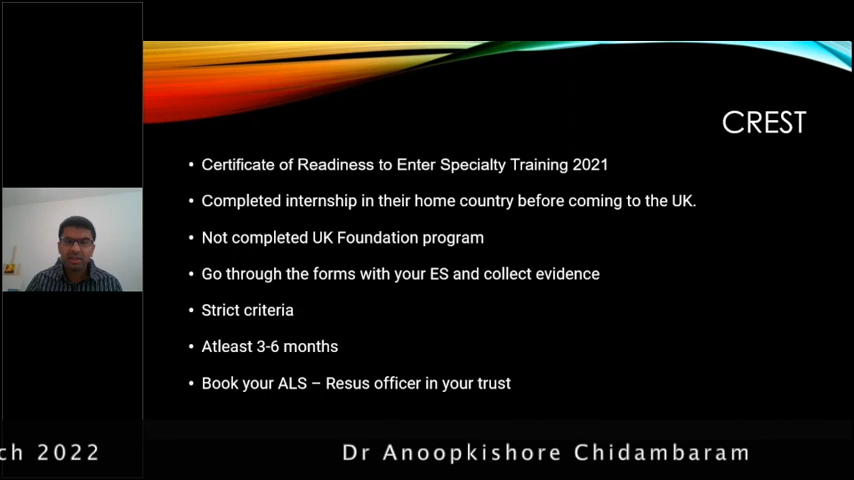 CREST
• Certificate of Readiness to Enter Specialty Training 2021
• Completed internship in their home country before coming to the UK.
• Not completed UK Foundation program
• Go through the forms with your ES and collect evidence
• Strict criteria
• Atleast 3-6 months
• Book your ALS – Resus officer in your trust
ch 2022 Dr Anoopkishore Chidambaram